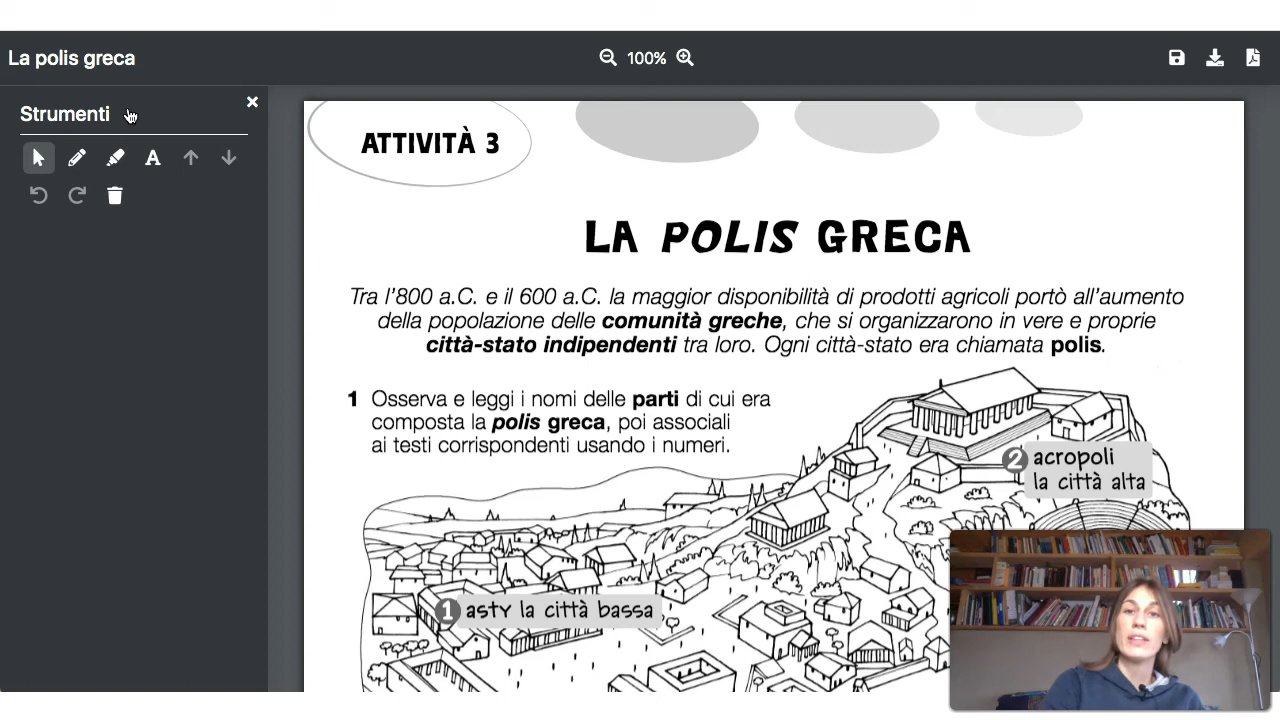 La polis greca
100%
Strumenti
ATTIVITÀ 3
LA POLIS GRECA
Tra l'800 a.C. e il 600 a.C. la maggior disponibilità di prodotti agricoli portò all'aumento
della popolazione delle comunità greche, che si organizzarono in vere e proprie
città-stato indipendenti tra loro. Ogni città-stato era chiamata polis.
1 Osserva e leggi i nomi delle parti di cui era
composta la polis greca, poi associali
ai testi corrispondenti usando i numeri.
2 acropoli
la città alta
1 asty la città bassa